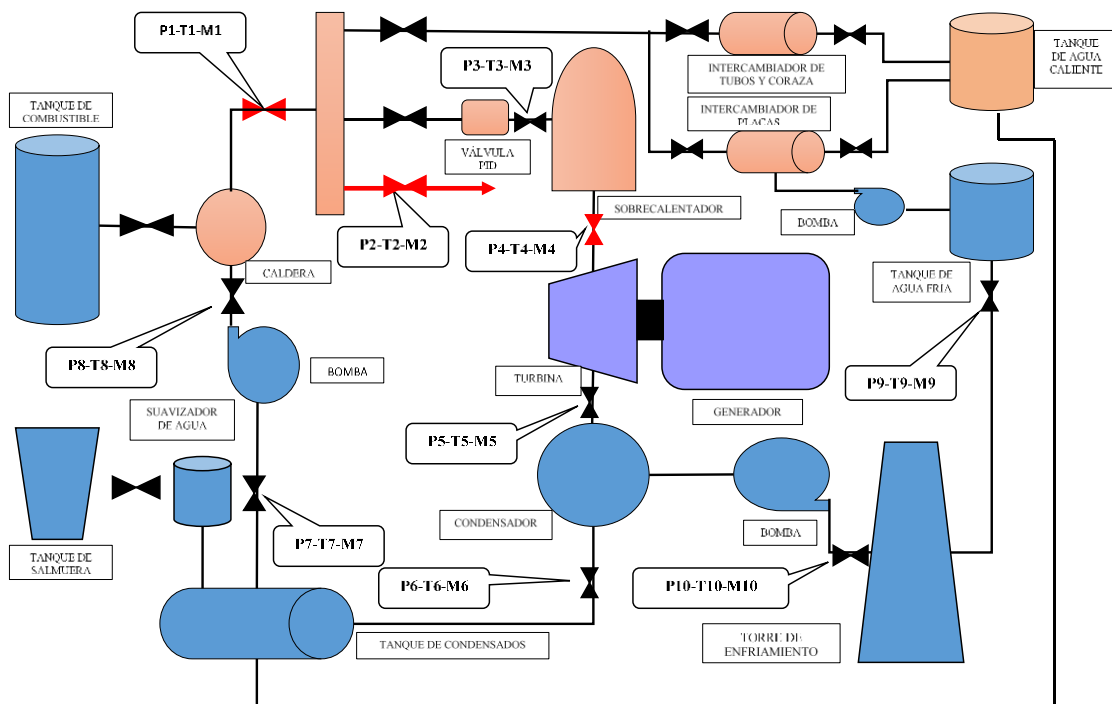 P1-T1-M1
TANQUE DE
COMBUSTIBLE
P3-T3-M3
INTERCAMBIADOR DE
TUBOS Y CORAZA
INTERCAMBIADOR DE
PLACAS
TANQUE
DE AGUA
CALIENTE
VÁLVULA
PID
SOBRECALENTADOR
BOMBA
P2-T2-M2
P4-T4-M4
CALDERA
TANQUE DE
AGUA FRIA
P8-T8-M8
BOMBA
TURBINA
P9-T9-M9
SUAVIZADOR
DE AGUA
P5-T5-M5
GENERADOR
CONDENSADOR
BOMBA
P7-T7-M7
TANQUE DE
SALMUERA
P6-T6-M6
P10-T10-M10
TANQUE DE CONDENSADOS
TORRE DE
ENFRIAMIENTO